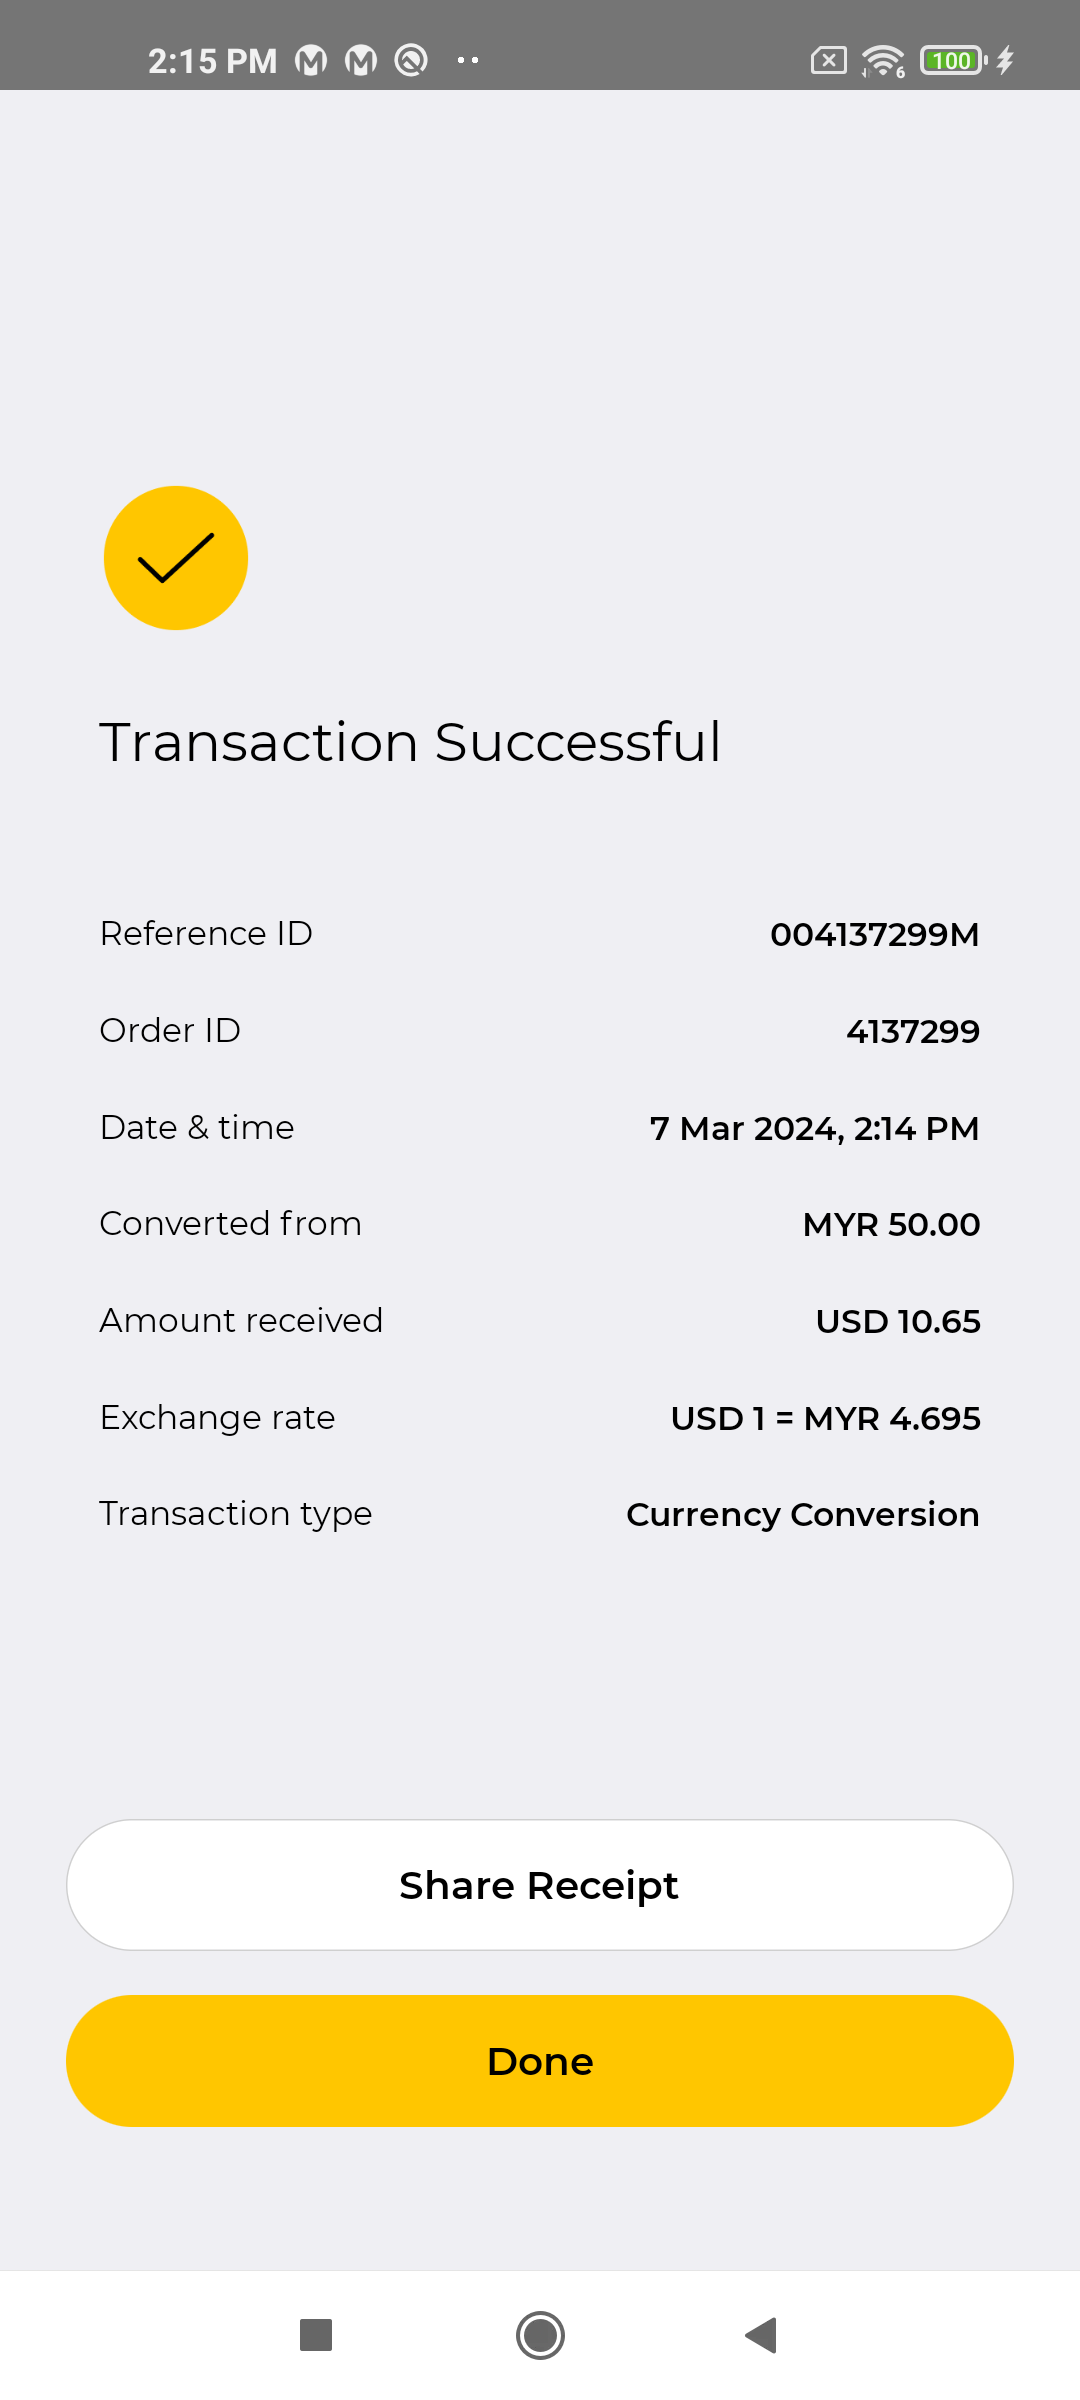 2:15 PM
6
100
Transaction Successful
Reference ID 004137299M
Order ID 4137299
Date & time 7 Mar 2024, 2:14 PM
Converted from MYR 50.00
Amount received USD 10.65
Exchange rate USD 1 = MYR 4.695
Transaction type Currency Conversion
Share Receipt
Done